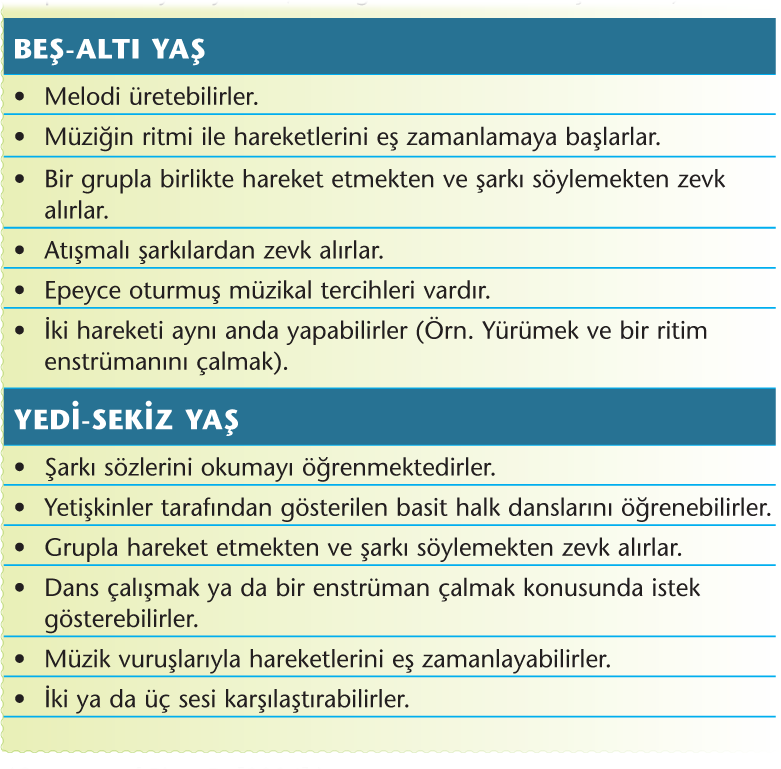 BEŞ-ALTI YAŞ
• Melodi üretebilirler.
• Müziğin ritmi ile hareketlerini eş zamanlamaya başlarlar.
• Bir grupla birlikte hareket etmekten ve şarkı söylemekten zevk
alırlar.
• Atışmalı şarkılardan zevk alırlar.
• Epeyce oturmuş müzikal tercihleri vardır.
• İki hareketi aynı anda yapabilirler (Örn. Yürümek ve bir ritim
enstrümanını çalmak).
YEDİ-SEKİZ YAŞ
• Şarkı sözlerini okumayı öğrenmektedirler.
• Yetişkinler tarafından gösterilen basit halk danslarını öğrenebilirler.
• Grupla hareket etmekten ve şarkı söylemekten zevk alırlar.
• Dans çalışmak ya da bir enstrüman çalmak konusunda istek
gösterebilirler.
• Müzik vuruşlarıyla hareketlerini eş zamanlayabilirler.
• İki ya da üç sesi karşılaştırabilirler.